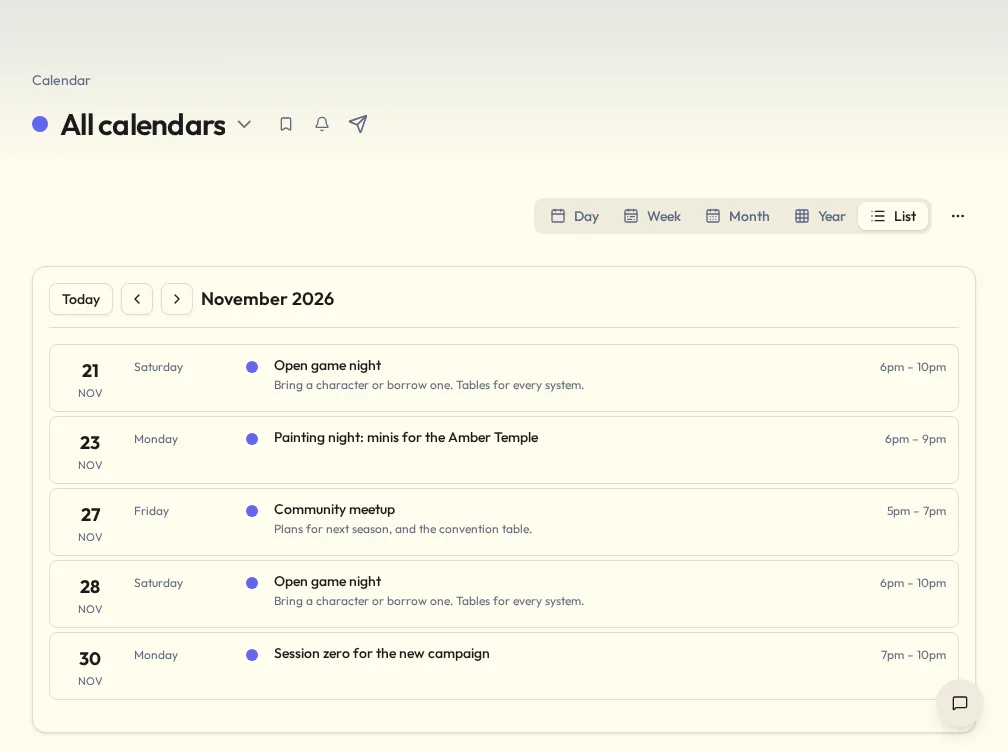 Calendar
All calendars
Day
Week
Month
Year
List
Today
November 2026
21
NOV
Saturday
Open game night
Bring a character or borrow one. Tables for every system.
6pm – 10pm
23
NOV
Monday
Painting night: minis for the Amber Temple
6pm – 9pm
27
NOV
Friday
Community meetup
Plans for next season, and the convention table.
5pm – 7pm
28
NOV
Saturday
Open game night
Bring a character or borrow one. Tables for every system.
6pm – 10pm
30
NOV
Monday
Session zero for the new campaign
7pm – 10pm